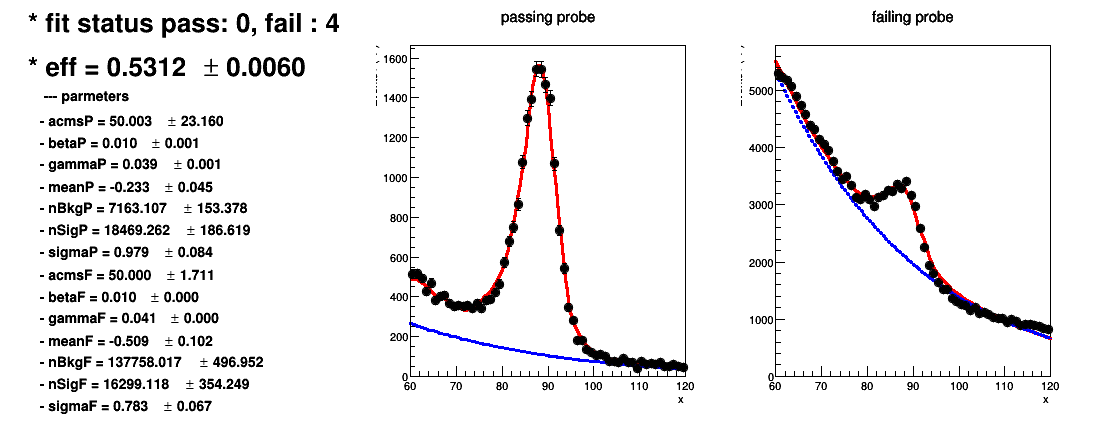 * fit status pass: 0, fail : 4
* eff = 0.5312 ± 0.0060
--- parmeters
- acmsP = 50.003 ± 23.160
- betaP = 0.010 ± 0.001
- gammaP = 0.039 ± 0.001
- meanP = -0.233 ± 0.045
- nBkgP = 7163.107 ± 153.378
- nSigP = 18469.262 ± 186.619
- sigmaP = 0.979 ± 0.084
- acmsF = 50.000 ± 1.711
- betaF = 0.010 ± 0.000
- gammaF = 0.041 ± 0.000
- meanF = -0.509 ± 0.102
- nBkgF = 137758.017 ± 496.952
- nSigF = 16299.118 ± 354.249
- sigmaF = 0.783 ± 0.067
passing probe
1600
1400
1200
1000
800
600
400
200
0
60 70 80 90 100 110 120
x
failing probe
5000
4000
3000
2000
1000
0
60 70 80 90 100 110 120
x